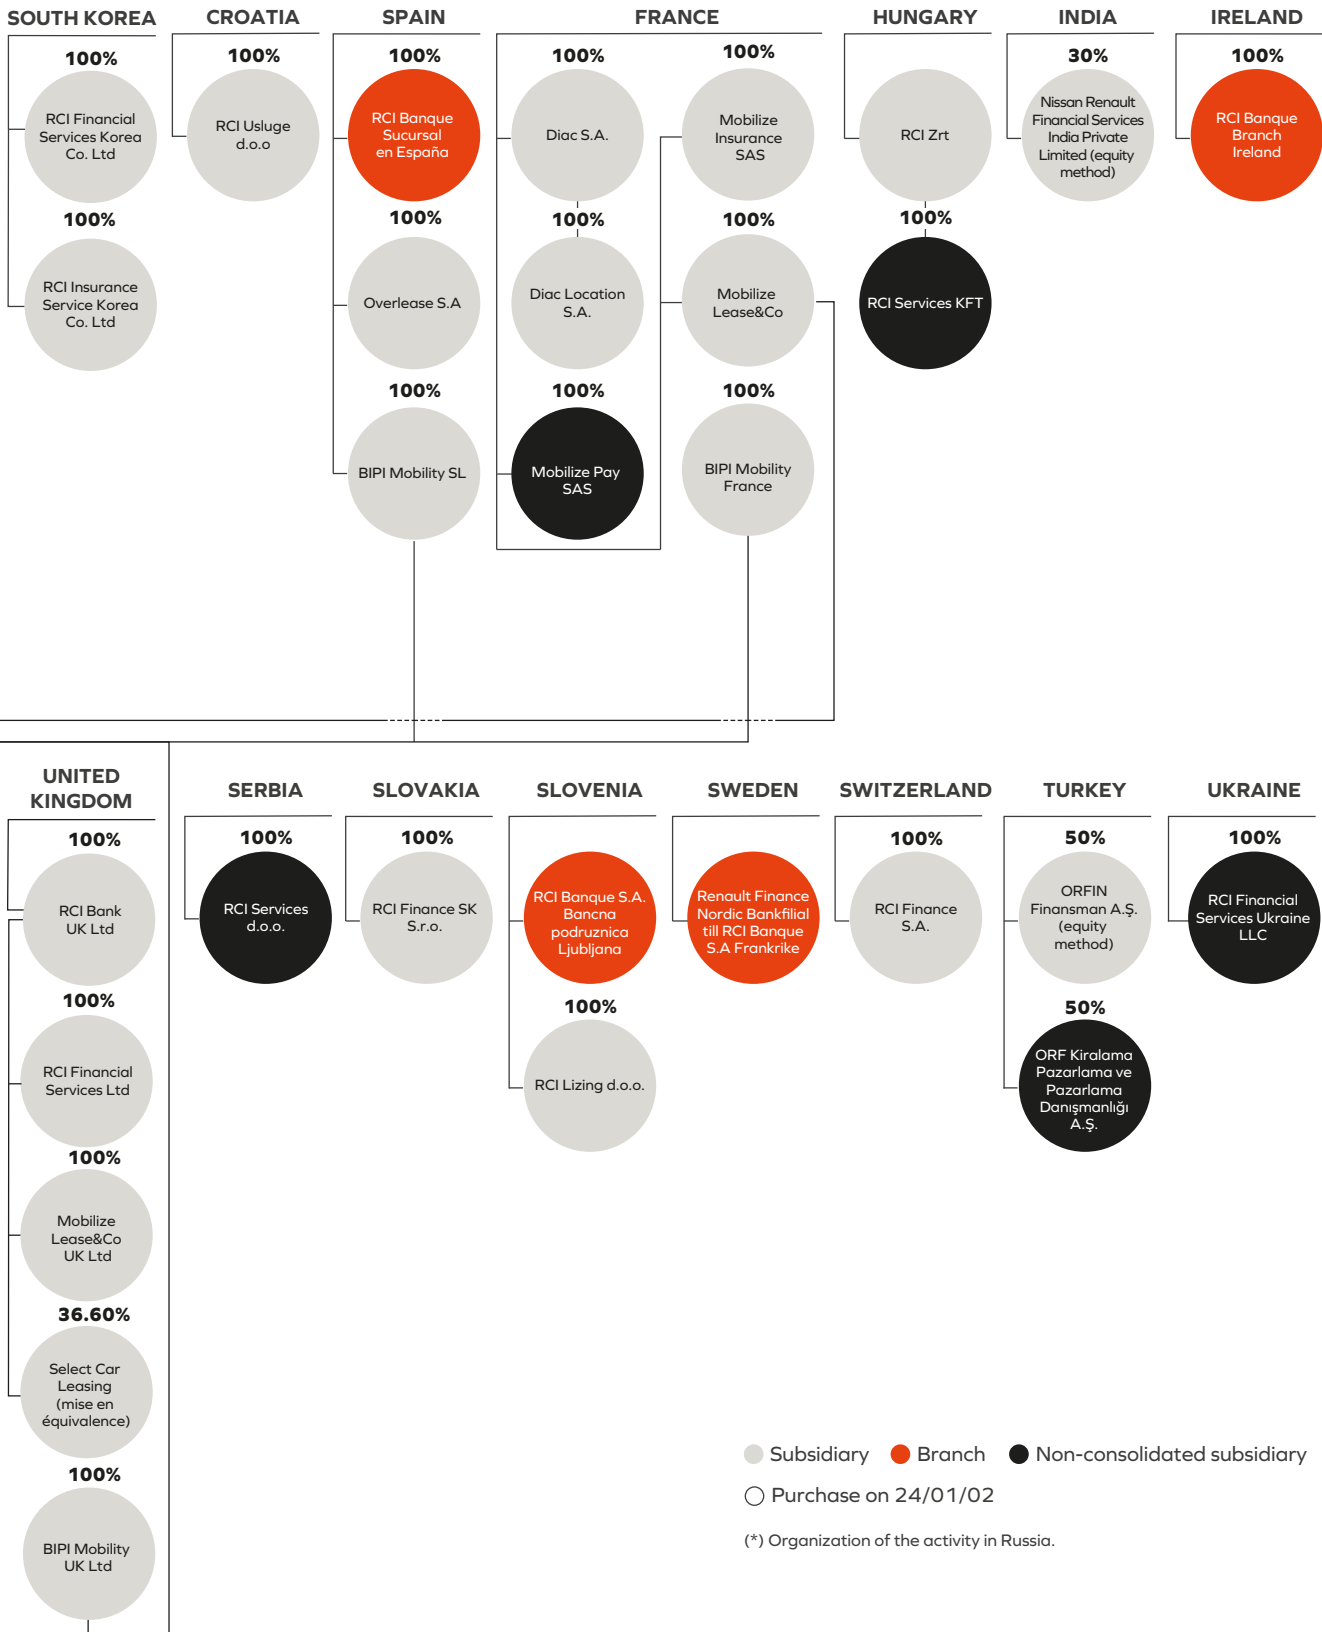 SOUTH KOREA
100%
RCI Financial
Services Korea
Co. Ltd
100%
RCI Insurance
Service Korea
Co. Ltd
CROATIA
100%
RCI Usluge
d.o.o
SPAIN
100%
RCI Banque
Sucursal
en España
100%
Overlease S.A
100%
BIPI Mobility SL
FRANCE
100%
Diac S.A.
100%
Diac Location
S.A.
100%
Mobilize Pay
SAS
100%
Mobilize
Insurance
SAS
100%
Mobilize
Lease&Co
100%
BIPI Mobility
France
HUNGARY
RCI Zrt
100%
RCI Services KFT
INDIA
30%
Nissan Renault
Financial Services
India Private
Limited (equity
method)
IRELAND
100%
RCI Banque
Branch
Ireland
UNITED
KINGDOM
100%
RCI Bank
UK Ltd
100%
RCI Financial
Services Ltd
100%
Mobilize
Lease&Co
UK Ltd
36.60%
Select Car
Leasing
(mise en
équivalence)
100%
BIPI Mobility
UK Ltd
SERBIA
100%
RCI Services
d.o.o.
SLOVAKIA
100%
RCI Finance SK
S.r.o.
SLOVENIA
RCI Banque S.A.
Bancna
podruznica
Ljubljana
100%
RCI Lizing d.o.o.
SWEDEN
Renault Finance
Nordic Bankfilial
till RCI Banque
S.A Frankrike
SWITZERLAND
100%
RCI Finance
S.A.
TURKEY
50%
ORFIN
Finansman A.Ş.
(equity
method)
50%
ORF Kiralama
Pazarlama ve
Pazarlama
Danışmanlığı
A.Ş.
UKRAINE
100%
RCI Financial
Services Ukraine
LLC
Subsidiary
Branch
Non-consolidated subsidiary
Purchase on 24/01/02
(*) Organization of the activity in Russia.